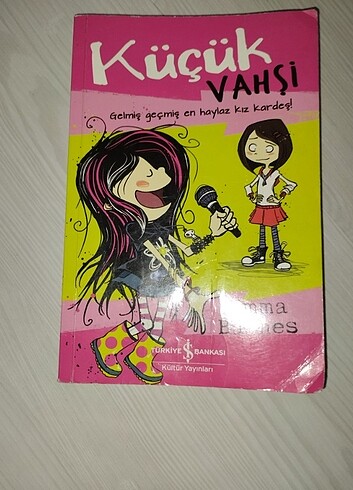 Küçük
VAHŞİ
Gelmiş geçmiş en haylaz kız kardeş!
TÜRKİYE İŞ BANKASI
Kültür Yayınları